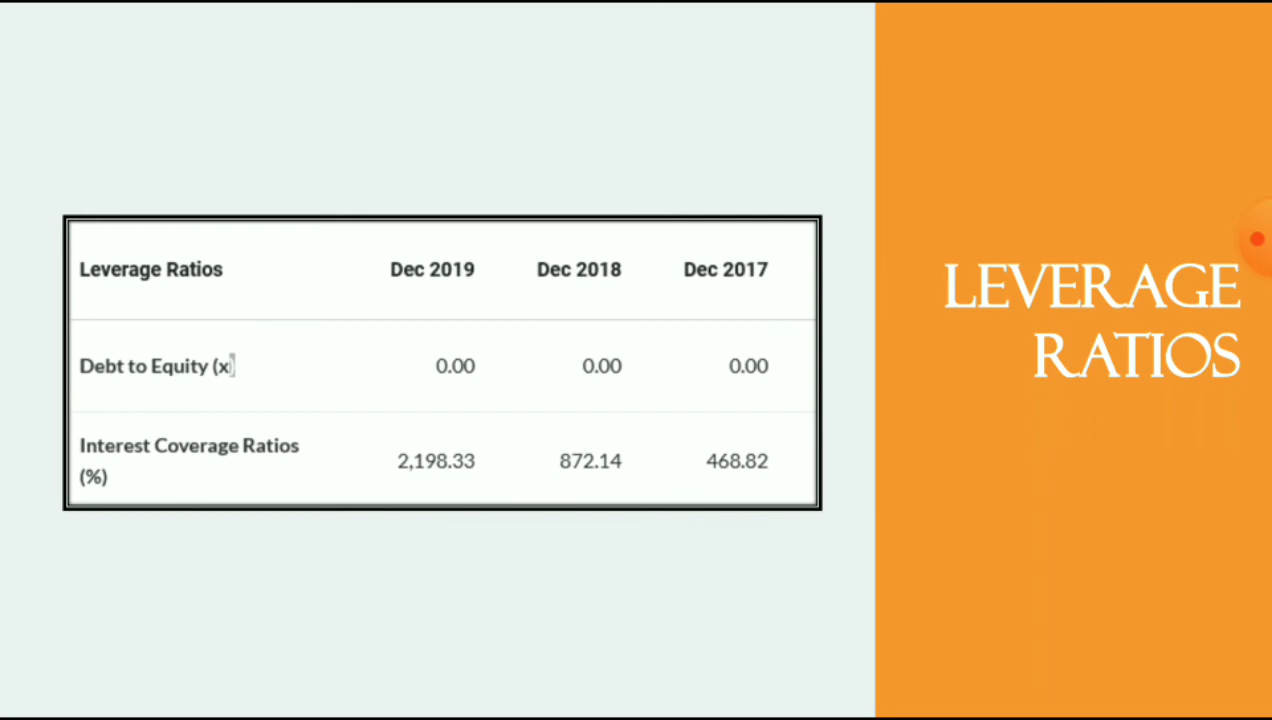 Leverage Ratios Dec 2019 Dec 2018 Dec 2017
Debt to Equity (x) 0.00 0.00 0.00
Interest Coverage Ratios
(%) 2,198.33 872.14 468.82
LEVERAGE
RATIOS